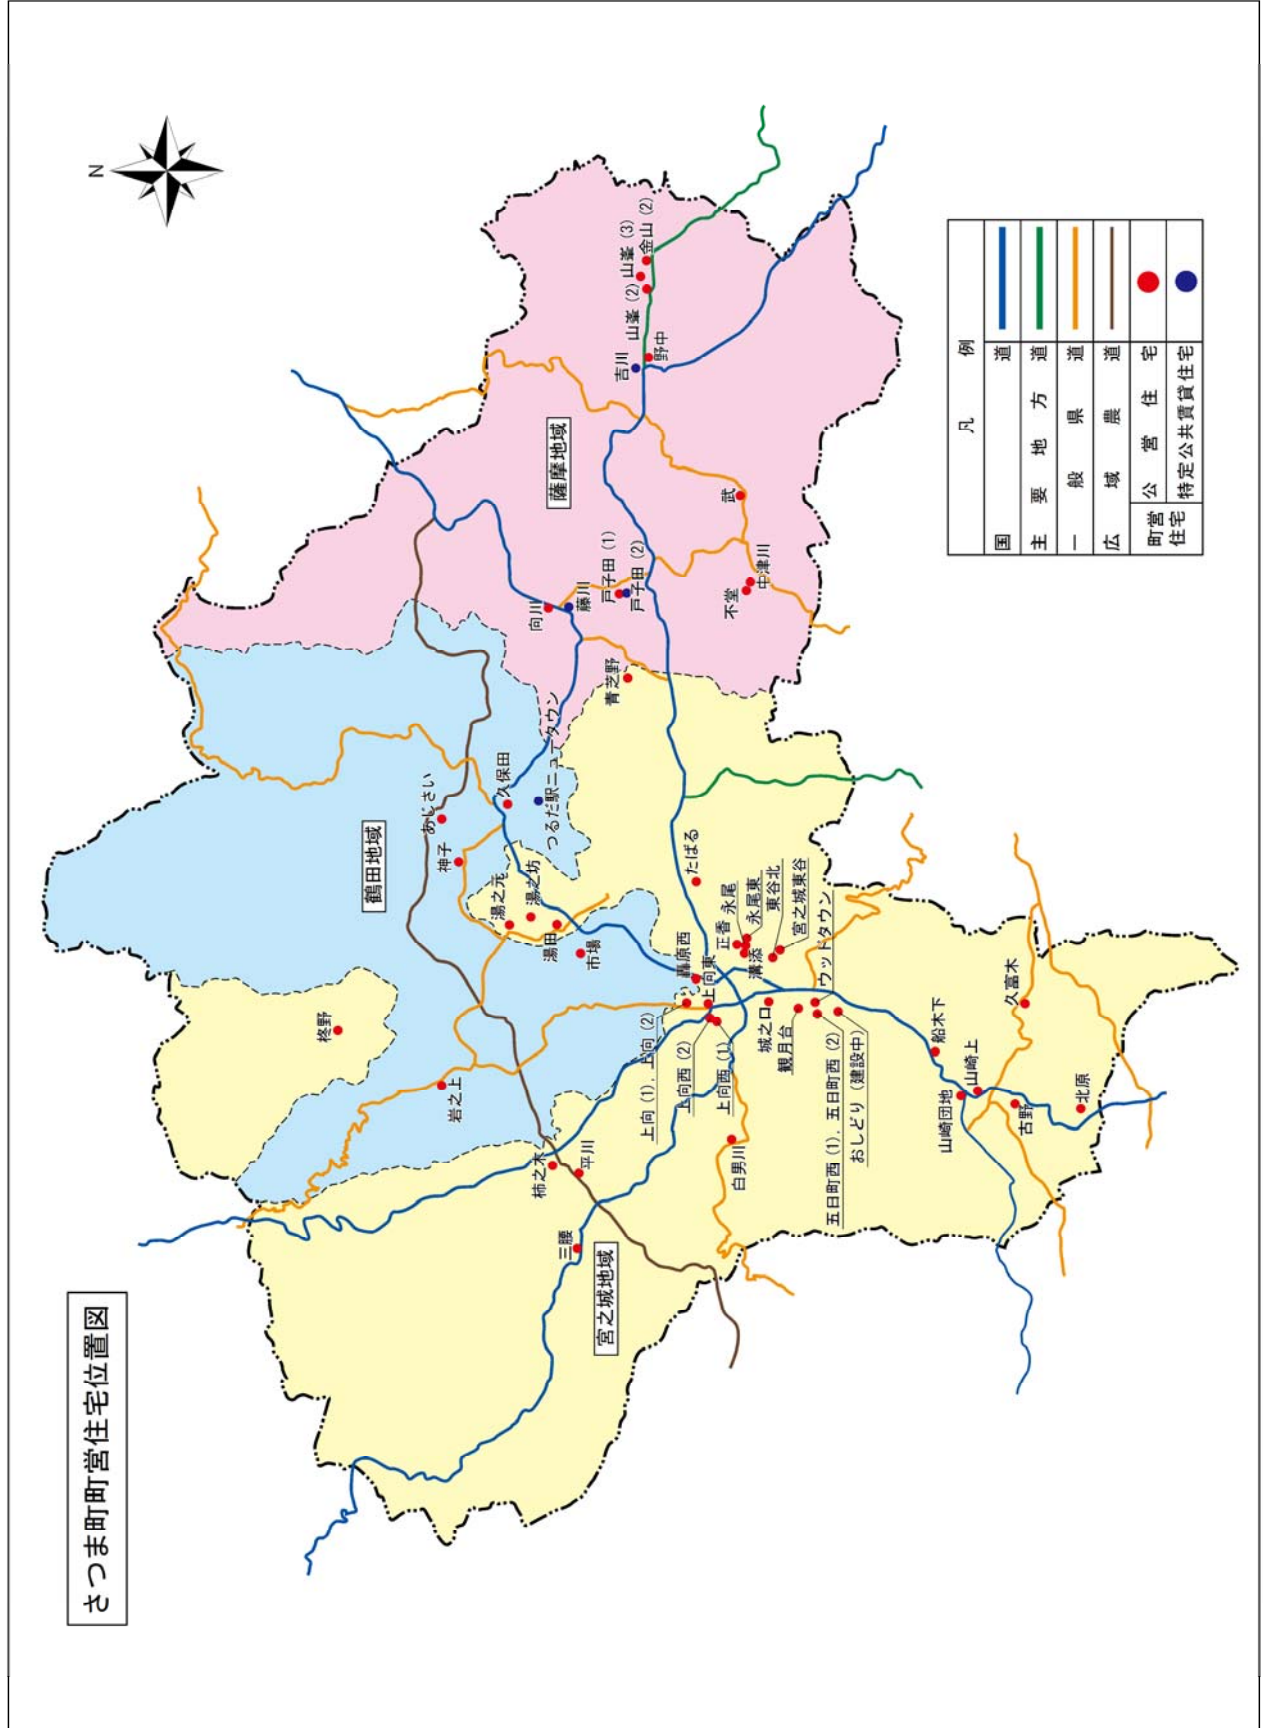 さつま町町営住宅位置図
N
鶴田地域
薩摩地域
宮之城地域
柊野
岩之上
神子
あじさい
久保田
つるだ駅ニュータウン
湯之元
湯之坊
湯田
市場
向川
藤川
戸子田 (1)
戸子田 (2)
青芝野
吉川
野中
山峯 (2)
山峯 (3)
金山 (2)
武
不堂
中津川
たばる
正香
永尾
永尾東
溝添
東谷北
宮之城東谷
轟原西
上向東
上向 (1), 上向 (2)
上向西 (2)
上向西 (1)
城之口
観月台
ウッドタウン
五日町西 (1), 五日町西 (2)
おしどり (建設中)
柿之木
平川
三腰
白男川
船木下
山崎上
山崎団地
古野
北原
久富木
凡 例
国 道
主 要 地 方 道
一 般 県 道
広 域 農 道
町営住宅
公 営 住 宅
特定公共賃貸住宅